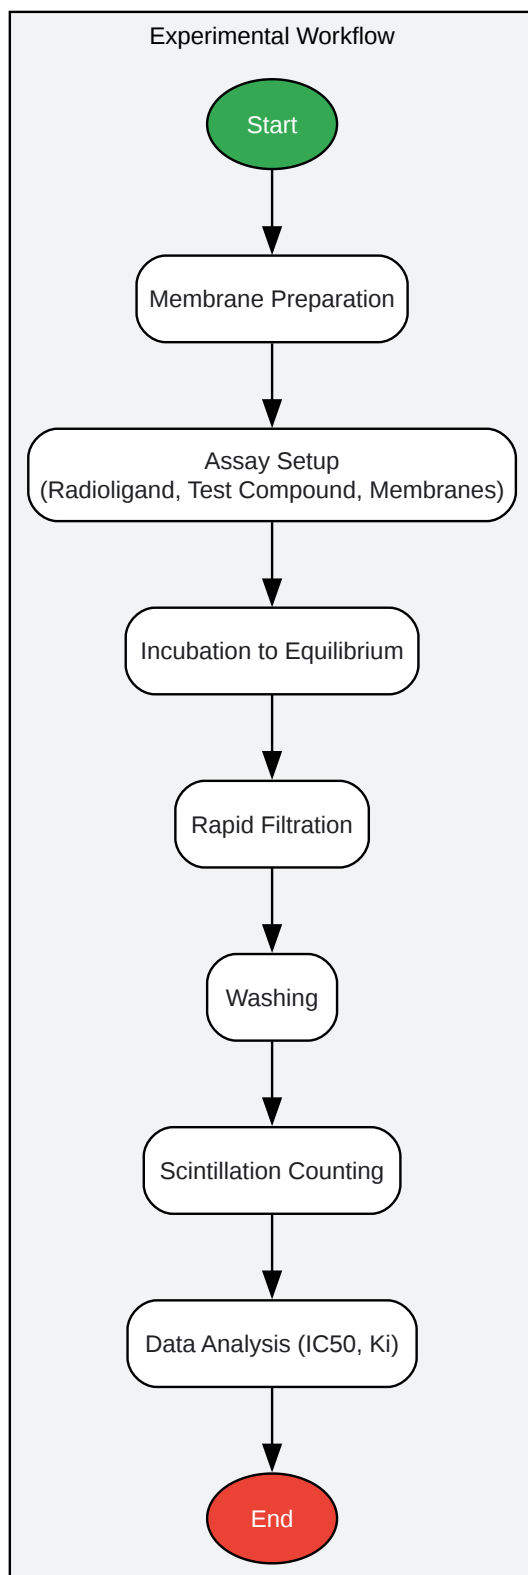 Experimental Workflow
Start
Membrane Preparation
Assay Setup
(Radioligand, Test Compound, Membranes)
Incubation to Equilibrium
Rapid Filtration
Washing
Scintillation Counting
Data Analysis (IC50, Ki)
End